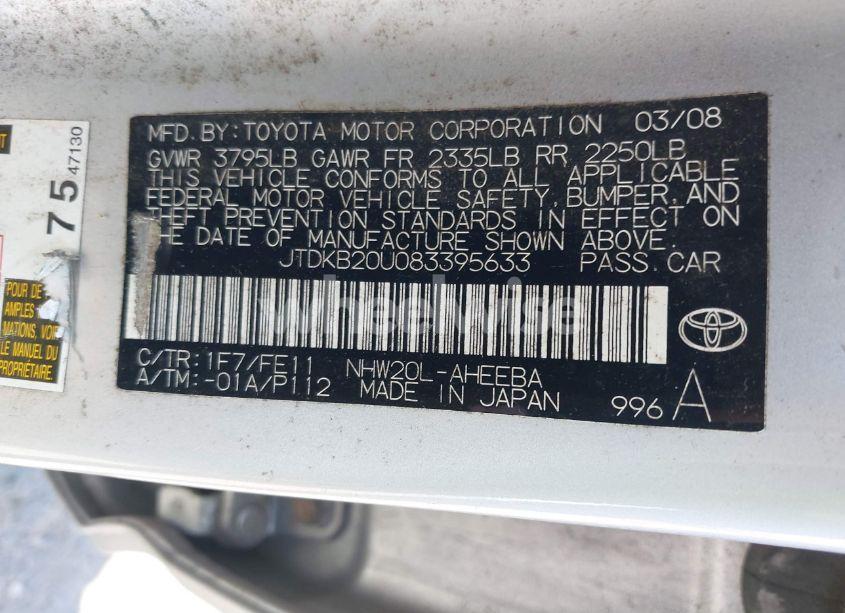 MFD. BY: TOYOTA MOTOR CORPORATION 03/08
GVWR 3795LB GAWR FR 2335LB RR 2250LB
THIS VEHICLE CONFORMS TO ALL APPLICABLE
FEDERAL MOTOR VEHICLE SAFETY, BUMPER, AND
THEFT PREVENTION STANDARDS IN EFFECT ON
THE DATE OF MANUFACTURE SHOWN ABOVE.
JTDKB20U083395633 PASS. CAR
wheelwise
C/TR: 1F7/FE11 NHW20L-AHEEBA
A/TM: -01A/P112 MADE IN JAPAN
996 A
75 47130
POUR DE
AMPLES
MATIONS, VOIR
LE MANUEL DU
PROPRIÉTAIRE.